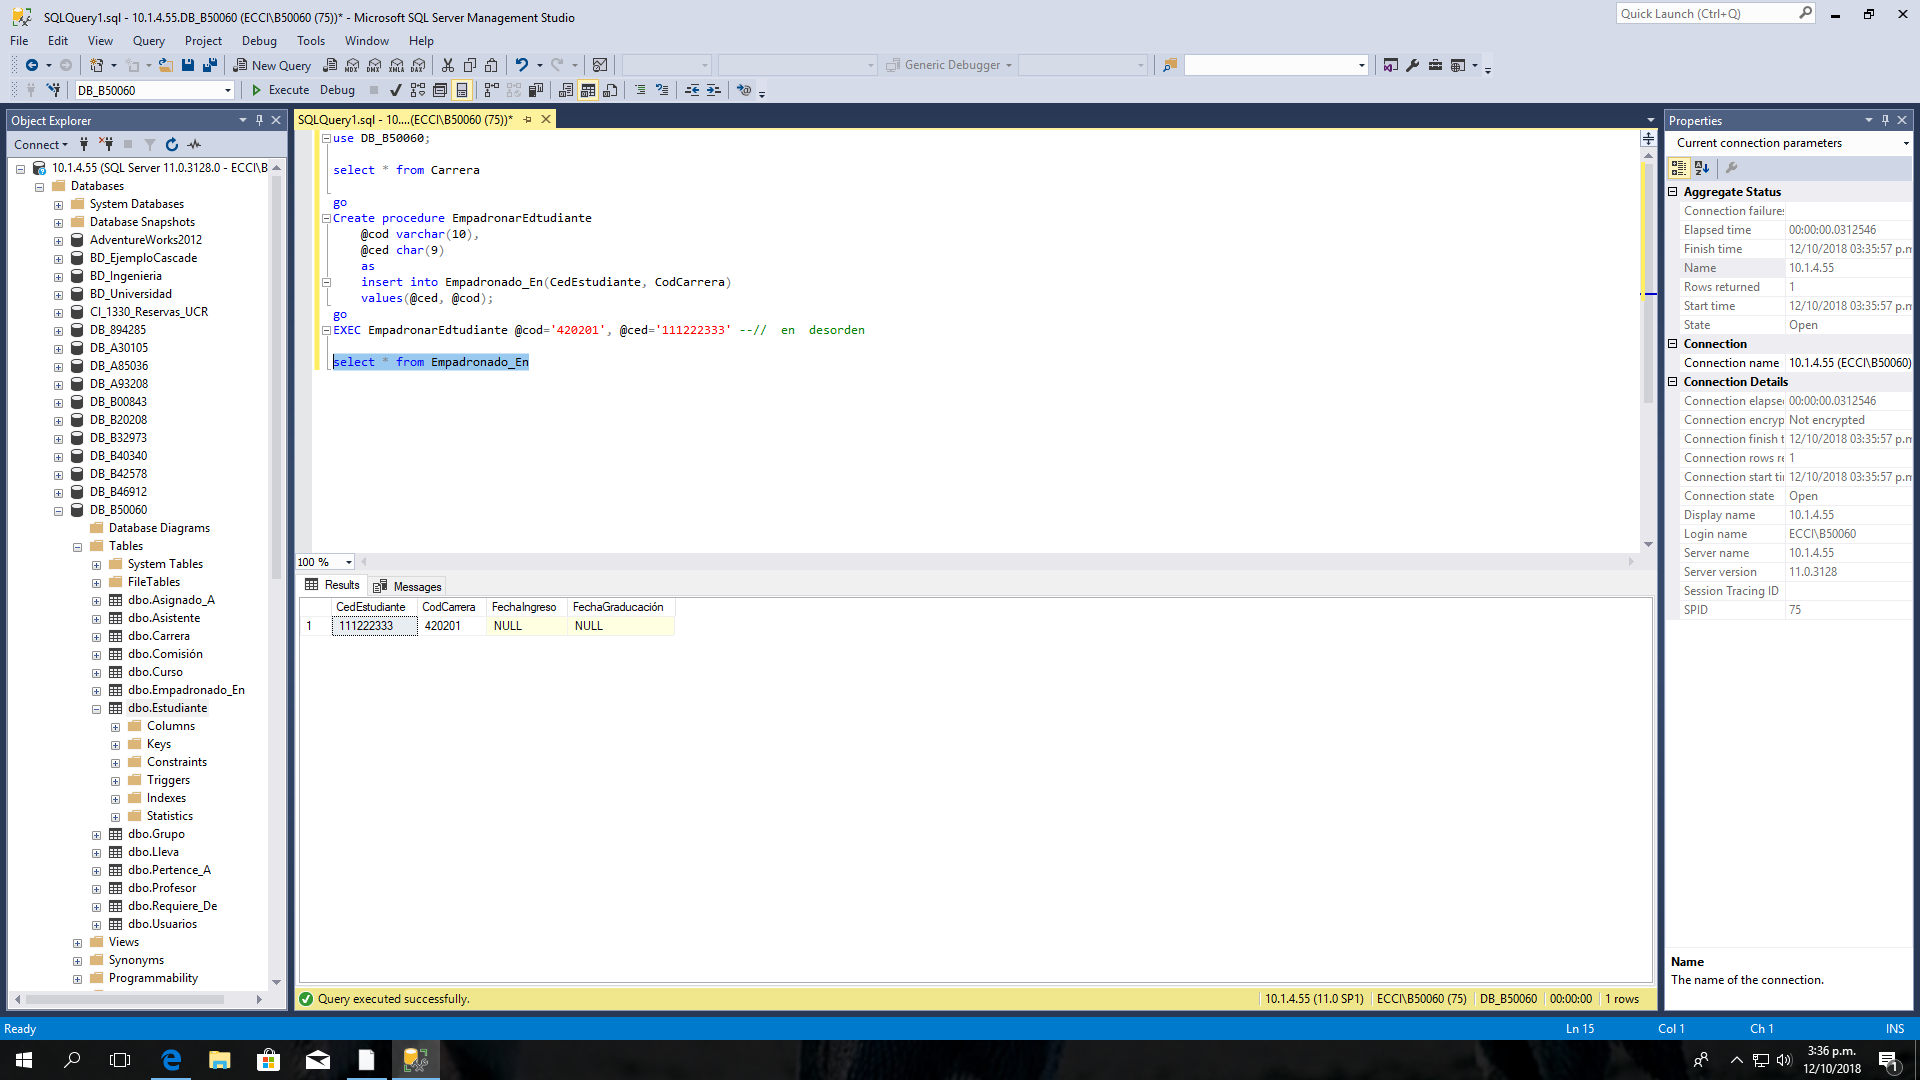 SQLQuery1.sql - 10.1.4.55.DB_B50060 (ECCI\B50060 (75))* - Microsoft SQL Server Management Studio
Quick Launch (Ctrl+Q)
File Edit View Query Project Debug Tools Window Help
New Query
Generic Debugger
DB_B50060
Execute Debug
Object Explorer
Connect
10.1.4.55 (SQL Server 11.0.3128.0 - ECCI\B
Databases
System Databases
Database Snapshots
AdventureWorks2012
BD_EjemploCascade
BD_Ingenieria
BD_Universidad
CI_1330_Reservas_UCR
DB_894285
DB_A30105
DB_A85036
DB_A93208
DB_B00843
DB_B20208
DB_B32973
DB_B40340
DB_B42578
DB_B46912
DB_B50060
Database Diagrams
Tables
System Tables
FileTables
dbo.Asignado_A
dbo.Asistente
dbo.Carrera
dbo.Comisión
dbo.Curso
dbo.Empadronado_En
dbo.Estudiante
Columns
Keys
Constraints
Triggers
Indexes
Statistics
dbo.Grupo
dbo.Lleva
dbo.Pertence_A
dbo.Profesor
dbo.Requiere_De
dbo.Usuarios
Views
Synonyms
Programmability
SQLQuery1.sql - 10....(ECCI\B50060 (75))*
use DB_B50060;
select * from Carrera
go
Create procedure EmpadronarEdtudiante
@cod varchar(10),
@ced char(9)
as
insert into Empadronado_En(CedEstudiante, CodCarrera)
values(@ced, @cod);
go
EXEC EmpadronarEdtudiante @cod='420201', @ced='111222333' --// en desorden
select * from Empadronado_En
100 %
Results Messages
CedEstudiante CodCarrera FechaIngreso FechaGraducación
1 111222333 420201 NULL NULL
Query executed successfully.
10.1.4.55 (11.0 SP1) ECCI\B50060 (75) DB_B50060 00:00:00 1 rows
Properties
Current connection parameters
Aggregate Status
Connection failures
Elapsed time 00:00:00.0312546
Finish time 12/10/2018 03:35:57 p.m
Name 10.1.4.55
Rows returned 1
Start time 12/10/2018 03:35:57 p.m
State Open
Connection
Connection name 10.1.4.55 (ECCI\B50060)
Connection Details
Connection elapse 00:00:00.0312546
Connection encryp Not encrypted
Connection finish t 12/10/2018 03:35:57 p.m
Connection rows re 1
Connection start ti 12/10/2018 03:35:57 p.m
Connection state Open
Display name 10.1.4.55
Login name ECCI\B50060
Server name 10.1.4.55
Server version 11.0.3128
Session Tracing ID
SPID 75
Name
The name of the connection.
Ready
Ln 15 Col 1 Ch 1 INS
3:36 p.m.
12/10/2018
1